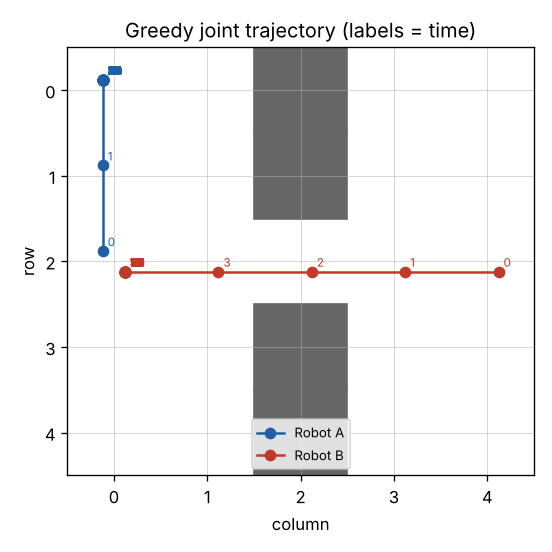 Greedy joint trajectory (labels = time)
0
1
2
3
4
row
1
0
3
2
1
0
Robot A
Robot B
0 1 2 3 4
column